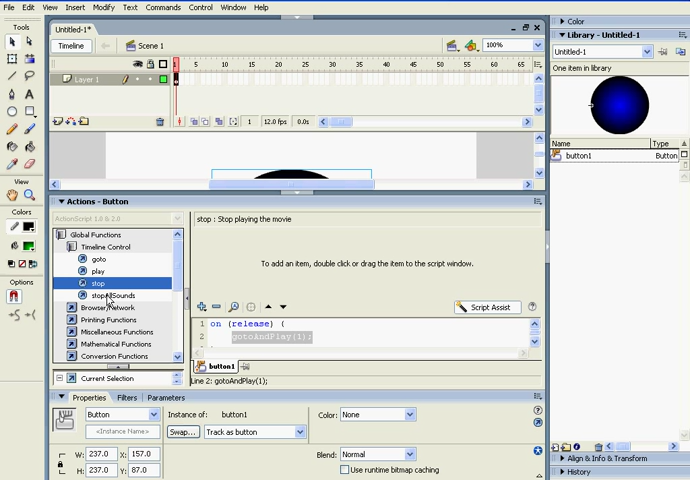 File Edit View Insert Modify Text Commands Control Window Help
Tools
View
Colors
Options
Untitled-1*
Timeline Scene 1 100%
1 5 10 15 20 25 30 35 40 45 50 55 60 65
Layer 1
1 12.0 fps 0.0s
Actions - Button
ActionScript 1.0 & 2.0
Global Functions
Timeline Control
goto
play
stop
stopAllSounds
Browser/Network
Printing Functions
Miscellaneous Functions
Mathematical Functions
Conversion Functions
Current Selection
stop : Stop playing the movie
To add an item, double click or drag the item to the script window.
Script Assist
1 on (release) {
2 gotoAndPlay(1);
button1
Line 2: gotoAndPlay(1);
Properties Filters Parameters
Button
<Instance Name>
Instance of: button1
Swap... Track as button
Color: None
W: 237.0 X: 157.0
H: 237.0 Y: 87.0
Blend: Normal
Use runtime bitmap caching
Color
Library - Untitled-1
Untitled-1
One item in library
Name Type
button1 Button
Align & Info & Transform
History